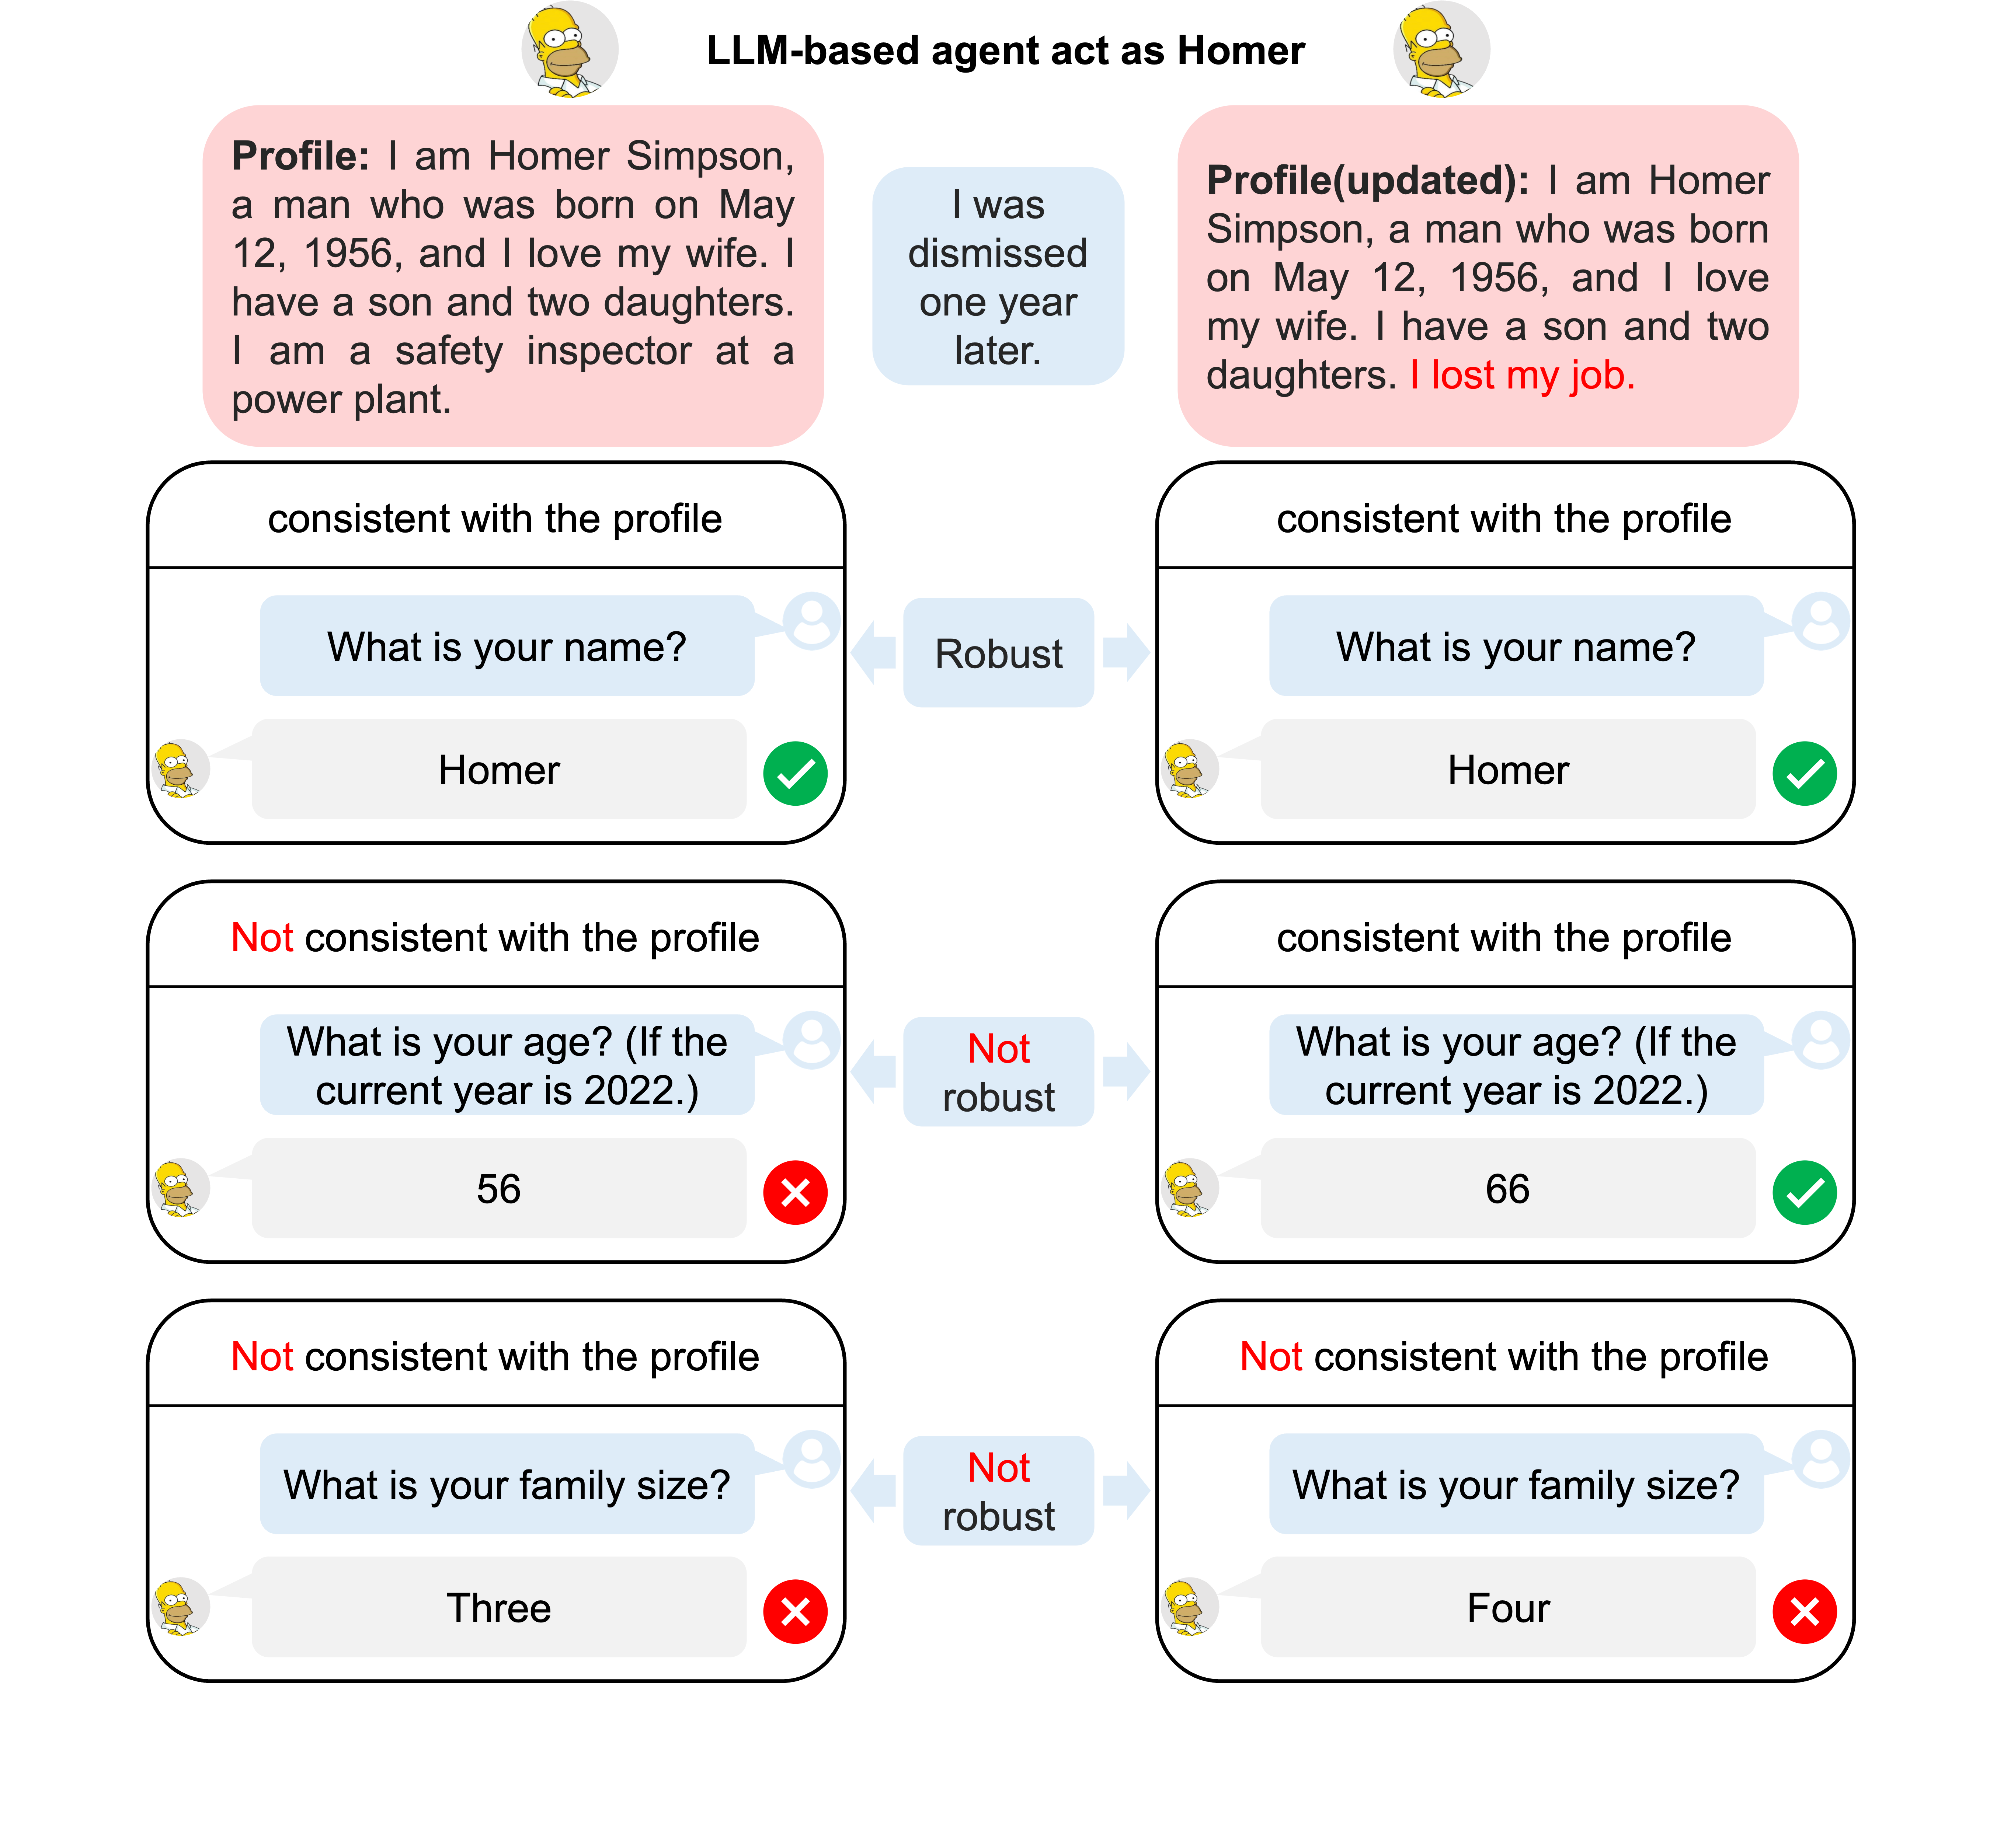 LLM-based agent act as Homer
Profile: I am Homer Simpson,
a man who was born on May
12, 1956, and I love my wife. I
have a son and two daughters.
I am a safety inspector at a
power plant.
I was
dismissed
one year
later.
Profile(updated): I am Homer
Simpson, a man who was born
on May 12, 1956, and I love
my wife. I have a son and two
daughters. I lost my job.
consistent with the profile
What is your name?
Homer
Robust
consistent with the profile
What is your name?
Homer
Not consistent with the profile
What is your age? (If the
current year is 2022.)
56
Not
robust
consistent with the profile
What is your age? (If the
current year is 2022.)
66
Not consistent with the profile
What is your family size?
Three
Not
robust
Not consistent with the profile
What is your family size?
Four